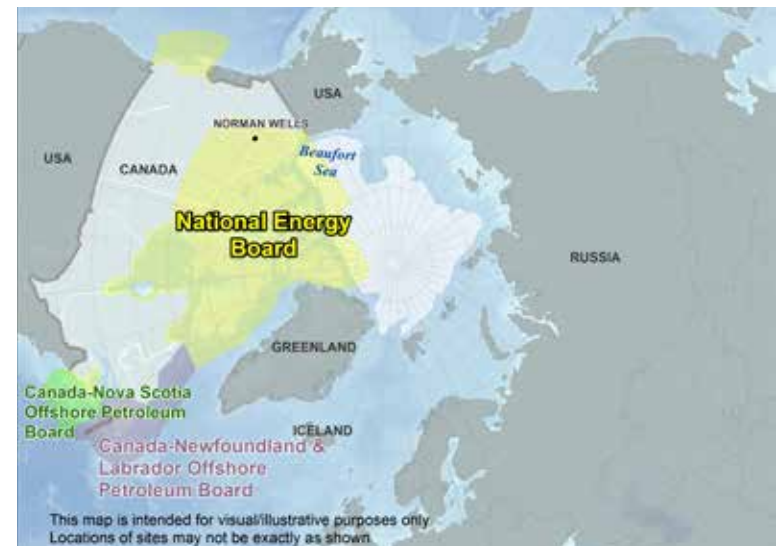 USA
NORMAN WELLS
USA
CANADA
Beaufort
Sea
National Energy
Board
RUSSIA
GREENLAND
Canada-Nova Scotia
Offshore Petroleum
Board
ICELAND
Canada-Newfoundland &
Labrador Offshore
Petroleum Board
This map is intended for visual/illustrative purposes only.
Locations of sites may not be exactly as shown.